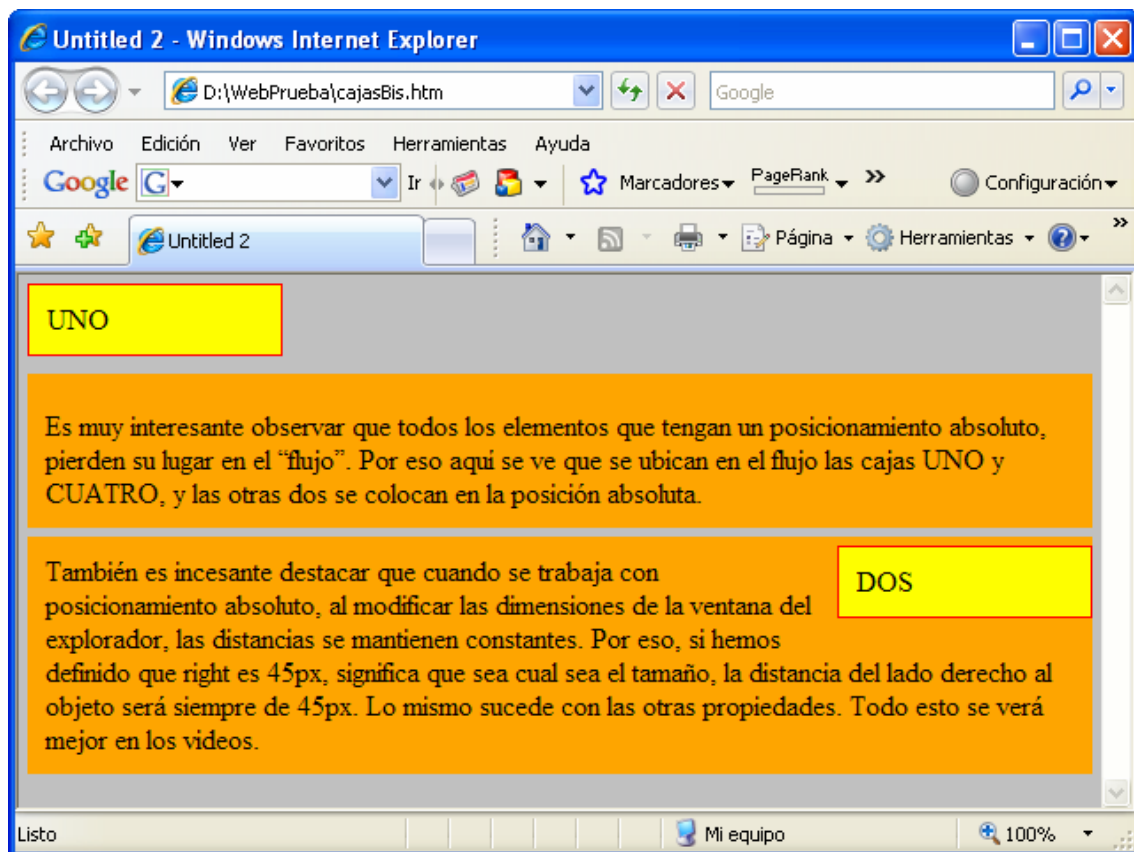 Untitled 2 - Windows Internet Explorer
D:\WebPrueba\cajasBis.htm
Google
Archivo Edición Ver Favoritos Herramientas Ayuda
Google G Ir Marcadores PageRank » Configuración
Untitled 2 Página Herramientas »
UNO
Es muy interesante observar que todos los elementos que tengan un posicionamiento absoluto,
pierden su lugar en el “flujo”. Por eso aquí se ve que se ubican en el flujo las cajas UNO y
CUATRO, y las otras dos se colocan en la posición absoluta.
También es incesante destacar que cuando se trabaja con
posicionamiento absoluto, al modificar las dimensiones de la ventana del
explorador, las distancias se mantienen constantes. Por eso, si hemos
definido que right es 45px, significa que sea cual sea el tamaño, la distancia del lado derecho al
objeto será siempre de 45px. Lo mismo sucede con las otras propiedades. Todo esto se verá
mejor en los videos.
DOS
Listo Mi equipo 100%